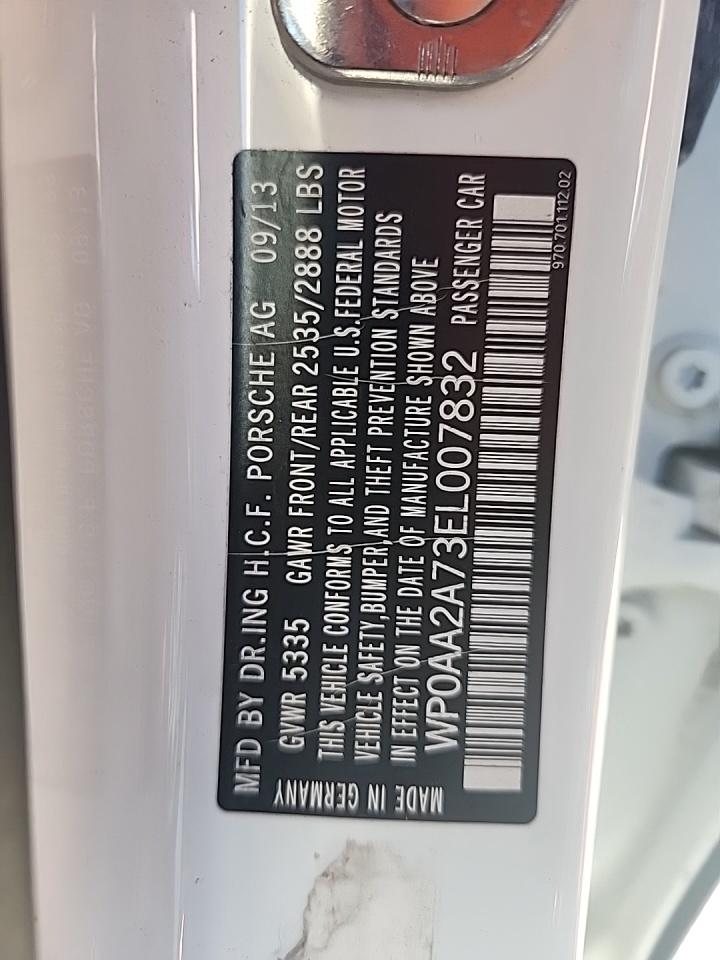 MFD BY DR.ING H.C.F. PORSCHE AG 09/13
GVWR 5335 GAWR FRONT/REAR 2535/2888 LBS
THIS VEHICLE CONFORMS TO ALL APPLICABLE U.S. FEDERAL MOTOR
VEHICLE SAFETY, BUMPER, AND THEFT PREVENTION STANDARDS
IN EFFECT ON THE DATE OF MANUFACTURE SHOWN ABOVE
WP0AA2A73EL007832 PASSENGER CAR
970.701.112.02
MADE IN GERMANY